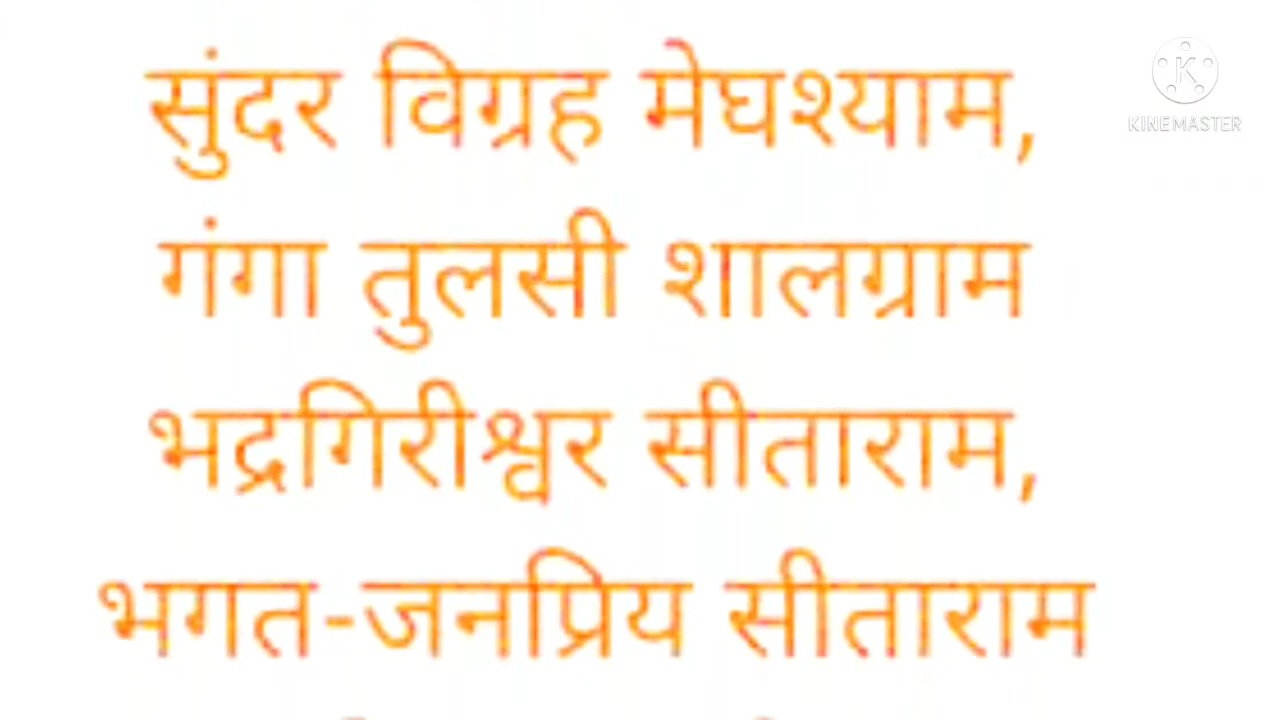 सुंदर विग्रह मेघश्याम,
KINEMASTER
गंगा तुलसी शालग्राम
भद्रगिरीश्वर सीताराम,
भगत-जनप्रिय सीताराम